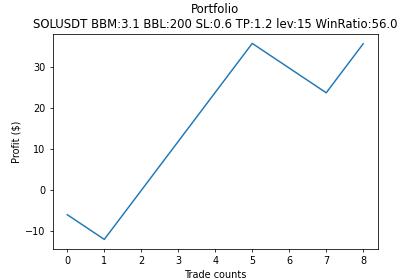 Portfolio
SOLUSDT BBM:3.1 BBL:200 SL:0.6 TP:1.2 lev:15 WinRatio:56.0
30
20
10
0
−10
Profit ($)
0 1 2 3 4 5 6 7 8
Trade counts